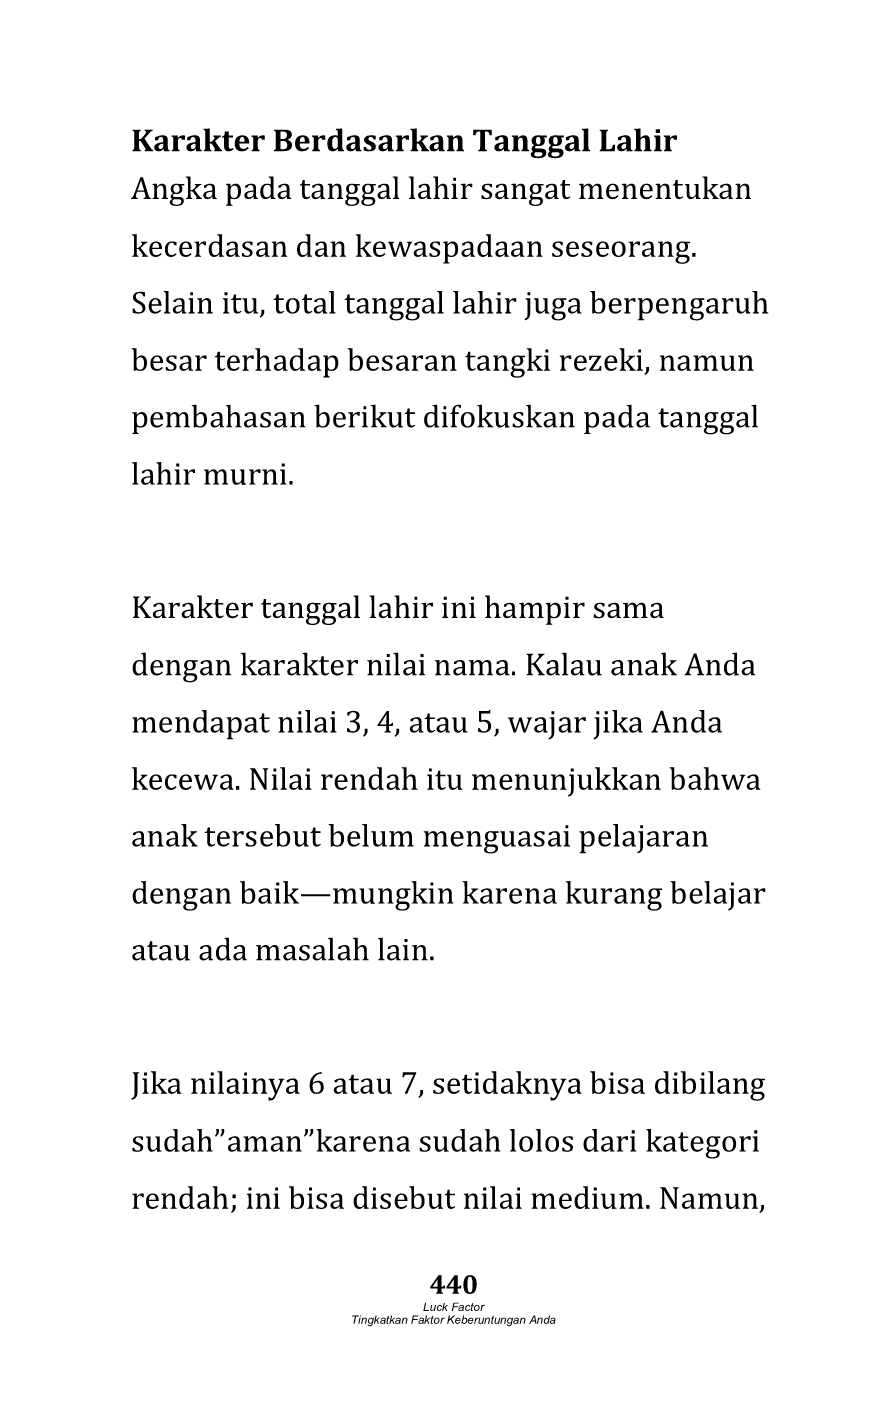 Karakter Berdasarkan Tanggal Lahir
Angka pada tanggal lahir sangat menentukan
kecerdasan dan kewaspadaan seseorang.
Selain itu, total tanggal lahir juga berpengaruh
besar terhadap besaran tangki rezeki, namun
pembahasan berikut difokuskan pada tanggal
lahir murni.
Karakter tanggal lahir ini hampir sama
dengan karakter nilai nama. Kalau anak Anda
mendapat nilai 3, 4, atau 5, wajar jika Anda
kecewa. Nilai rendah itu menunjukkan bahwa
anak tersebut belum menguasai pelajaran
dengan baik—mungkin karena kurang belajar
atau ada masalah lain.
Jika nilainya 6 atau 7, setidaknya bisa dibilang
sudah”aman”karena sudah lolos dari kategori
rendah; ini bisa disebut nilai medium. Namun,
440
Luck Factor
Tingkatkan Faktor Keberuntungan Anda